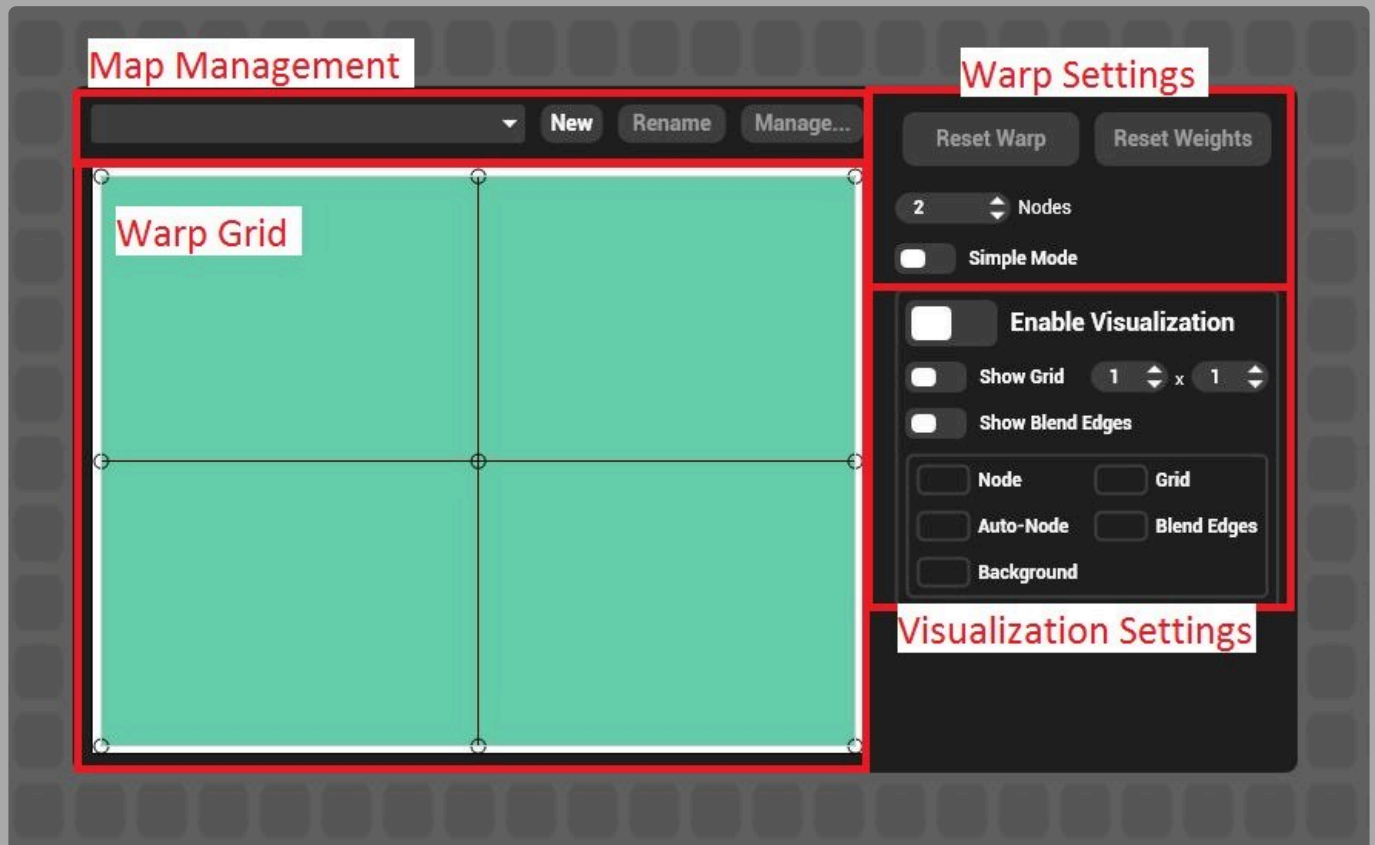 Map Management
Warp Settings
New Rename Manage...
Reset Warp Reset Weights
Warp Grid
2 Nodes
Simple Mode
Enable Visualization
Show Grid 1 x 1
Show Blend Edges
Node Grid
Auto-Node Blend Edges
Background
Visualization Settings